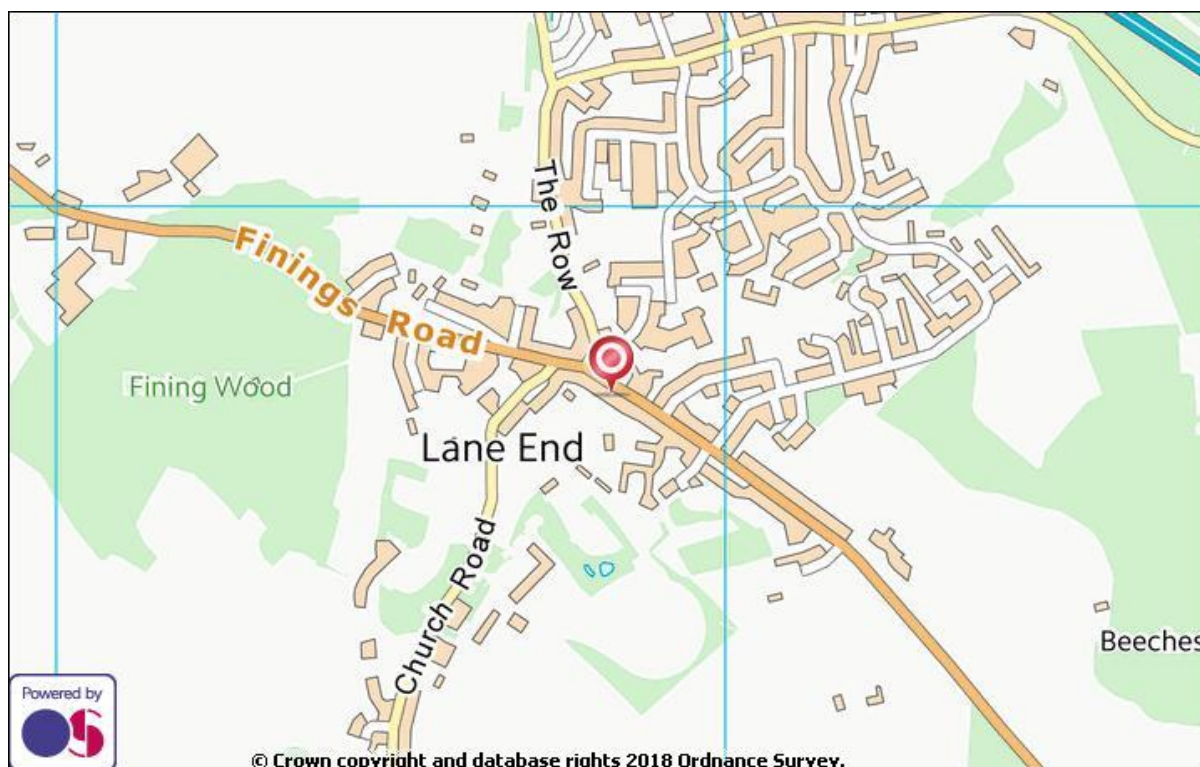 The Row
Finings Road
Fining Wood
Lane End
Church Road
Beeches
Powered by
OS
© Crown copyright and database rights 2018 Ordnance Survey.